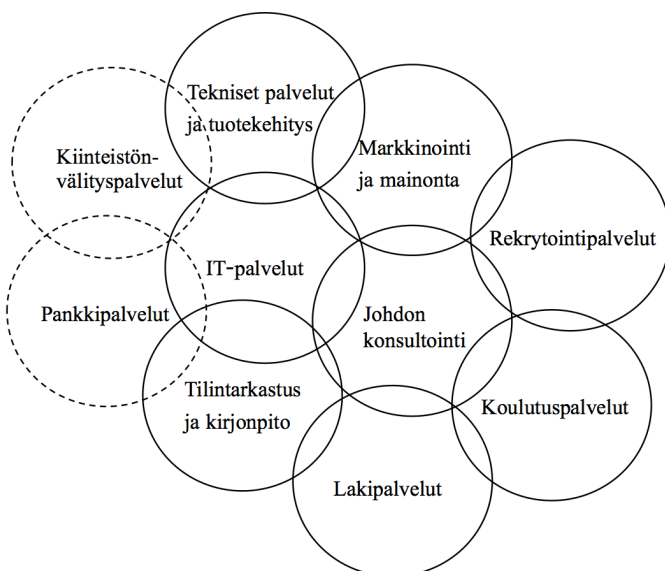 Tekniset palvelut
ja tuotekehitys
Kiinteistön-
välityspalvelut
Markkinointi
ja mainonta
Rekrytointipalvelut
IT-palvelut
Pankkipalvelut
Johdon
konsultointi
Tilintarkastus
ja kirjonpito
Koulutuspalvelut
Lakipalvelut